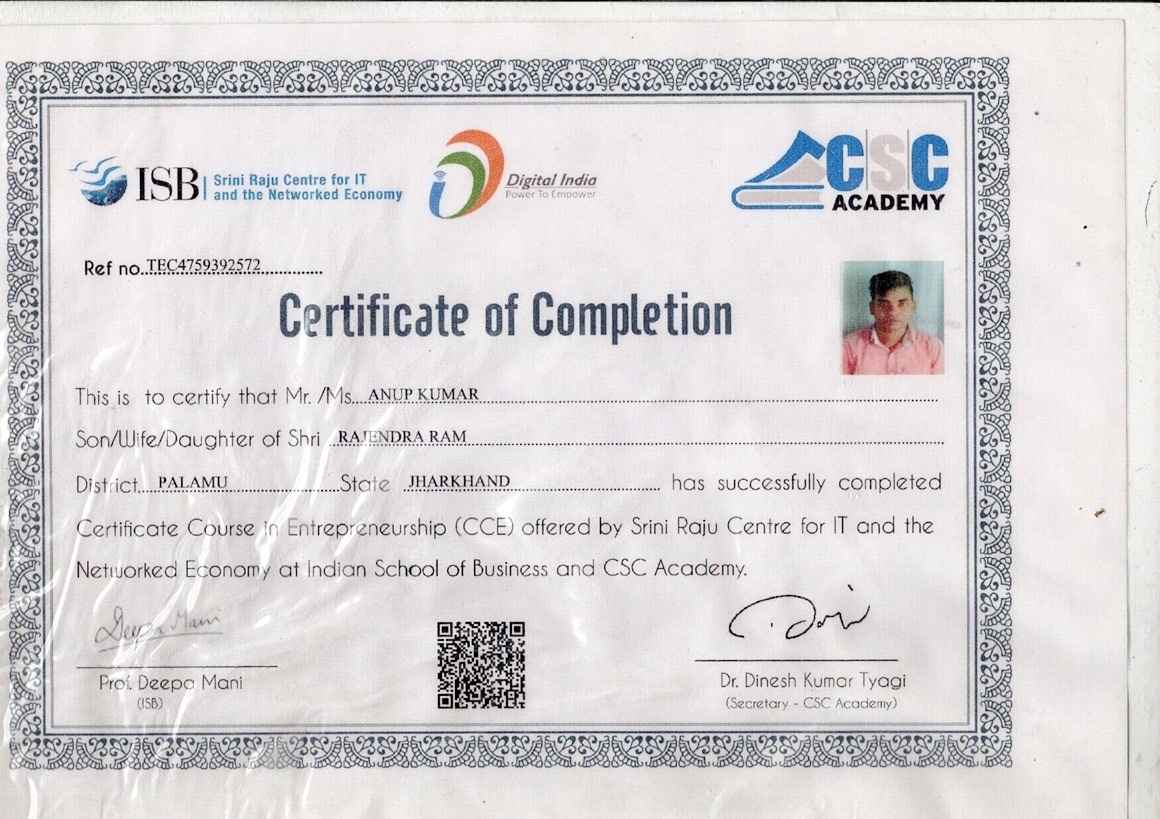 ISB Srini Raju Centre for IT
and the Networked Economy
Digital India
Power To Empower
CSC
ACADEMY
Ref no. TEC4759392572
Certificate of Completion
This is to certify that Mr. /Ms. ANUP KUMAR
Son/Wife/Daughter of Shri RAJENDRA RAM
District PALAMU State JHARKHAND has successfully completed
Certificate Course in Entrepreneurship (CCE) offered by Srini Raju Centre for IT and the
Networked Economy at Indian School of Business and CSC Academy.
Deepa Mani
Prof. Deepa Mani
(ISB)
Dr. Dinesh Kumar Tyagi
(Secretary - CSC Academy)